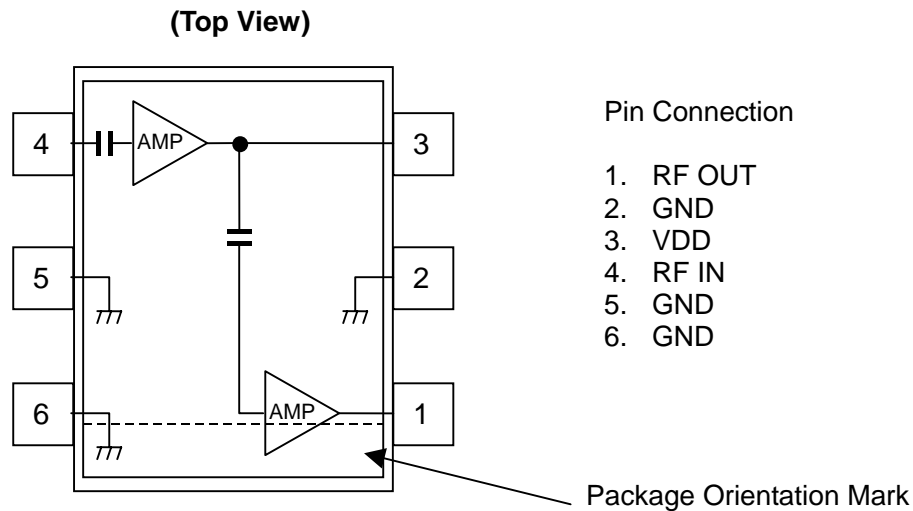 (Top View)
4
AMP
3
5
2
6
AMP
1
Pin Connection
1. RF OUT
2. GND
3. VDD
4. RF IN
5. GND
6. GND
Package Orientation Mark